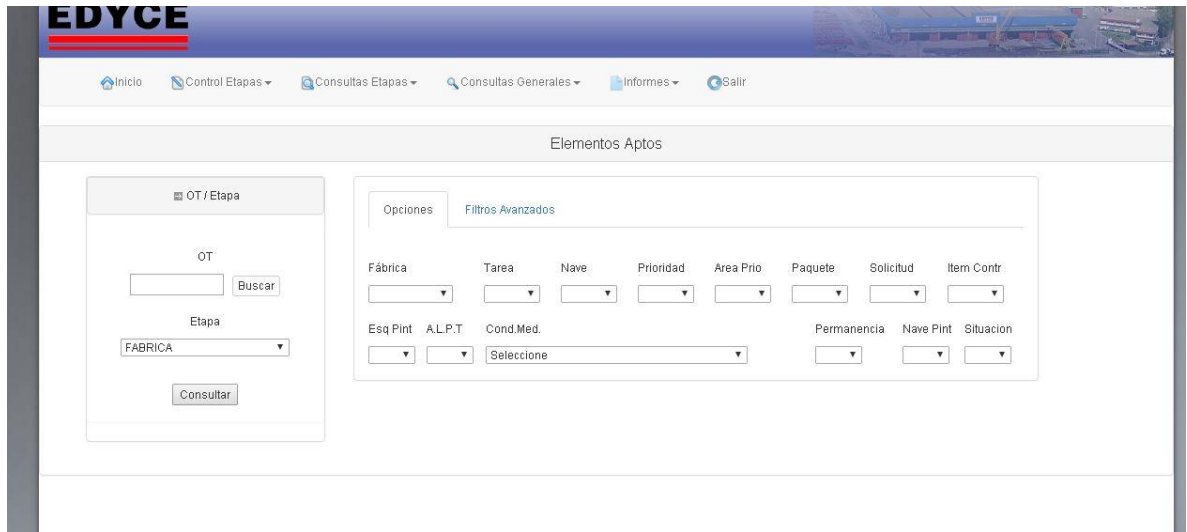 EDYCE
Inicio Control Etapas Consultas Etapas Consultas Generales Informes Salir
Elementos Aptos
OT / Etapa
OT
Buscar
Etapa
FABRICA
Consultar
Opciones Filtros Avanzados
Fábrica Tarea Nave Prioridad Area Prio Paquete Solicitud Item Contr
Esq Pint A.L.P.T Cond.Med. Permanencia Nave Pint Situacion
Seleccione